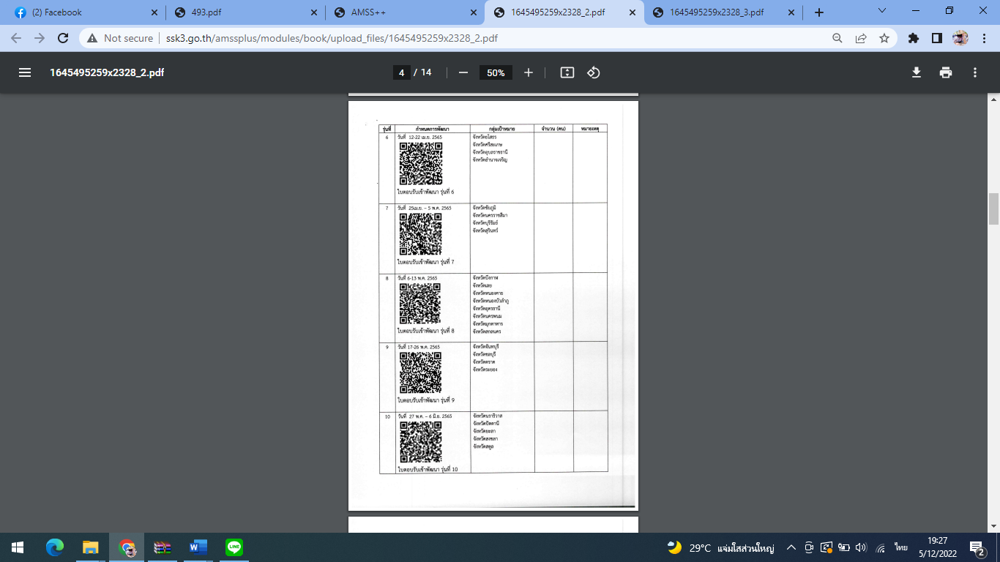 (2) Facebook
493.pdf
AMSS++
1645495259x2328_2.pdf
1645495259x2328_3.pdf
Not secure
ssk3.go.th/amssplus/modules/book/upload_files/1645495259x2328_2.pdf
1645495259x2328_2.pdf
4 / 14
50%
รุ่นที่ กำหนดการพัฒนา กลุ่มเป้าหมาย จำนวน (คน) หมายเหตุ
6 วันที่ 12-22 เม.ย. 2565 จังหวัดยโสธร
จังหวัดศรีสะเกษ
จังหวัดอุบลราชธานี
จังหวัดอำนาจเจริญ
ใบตอบรับเข้าพัฒนา รุ่นที่ 6
7 วันที่ 25เม.ย. – 5 พ.ค. 2565 จังหวัดชัยภูมิ
จังหวัดนครราชสีมา
จังหวัดบุรีรัมย์
จังหวัดสุรินทร์
ใบตอบรับเข้าพัฒนา รุ่นที่ 7
8 วันที่ 6-13 พ.ค. 2565 จังหวัดบึงกาฬ
จังหวัดเลย
จังหวัดหนองคาย
จังหวัดหนองบัวลำภู
จังหวัดอุดรธานี
จังหวัดนครพนม
จังหวัดมุกดาหาร
จังหวัดสกลนคร
ใบตอบรับเข้าพัฒนา รุ่นที่ 8
9 วันที่ 17-26 พ.ค. 2565 จังหวัดจันทบุรี
จังหวัดชลบุรี
จังหวัดตราด
จังหวัดระยอง
ใบตอบรับเข้าพัฒนา รุ่นที่ 9
10 วันที่ 27 พ.ค. – 6 มิ.ย. 2565 จังหวัดนราธิวาส
จังหวัดปัตตานี
จังหวัดยะลา
จังหวัดสงขลา
จังหวัดสตูล
ใบตอบรับเข้าพัฒนา รุ่นที่ 10
LINE
29°C แจ่มใสส่วนใหญ่
ไทย
19:27
5/12/2022
2